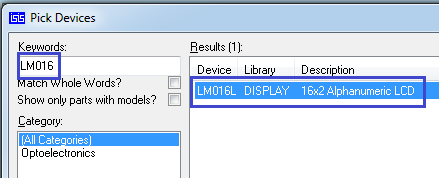 ISIS Pick Devices
Keywords:
LM016
Match Whole Words?
Show only parts with models?
Category:
(All Categories)
Optoelectronics
Results (1):
Device Library Description
LM016L DISPLAY 16x2 Alphanumeric LCD